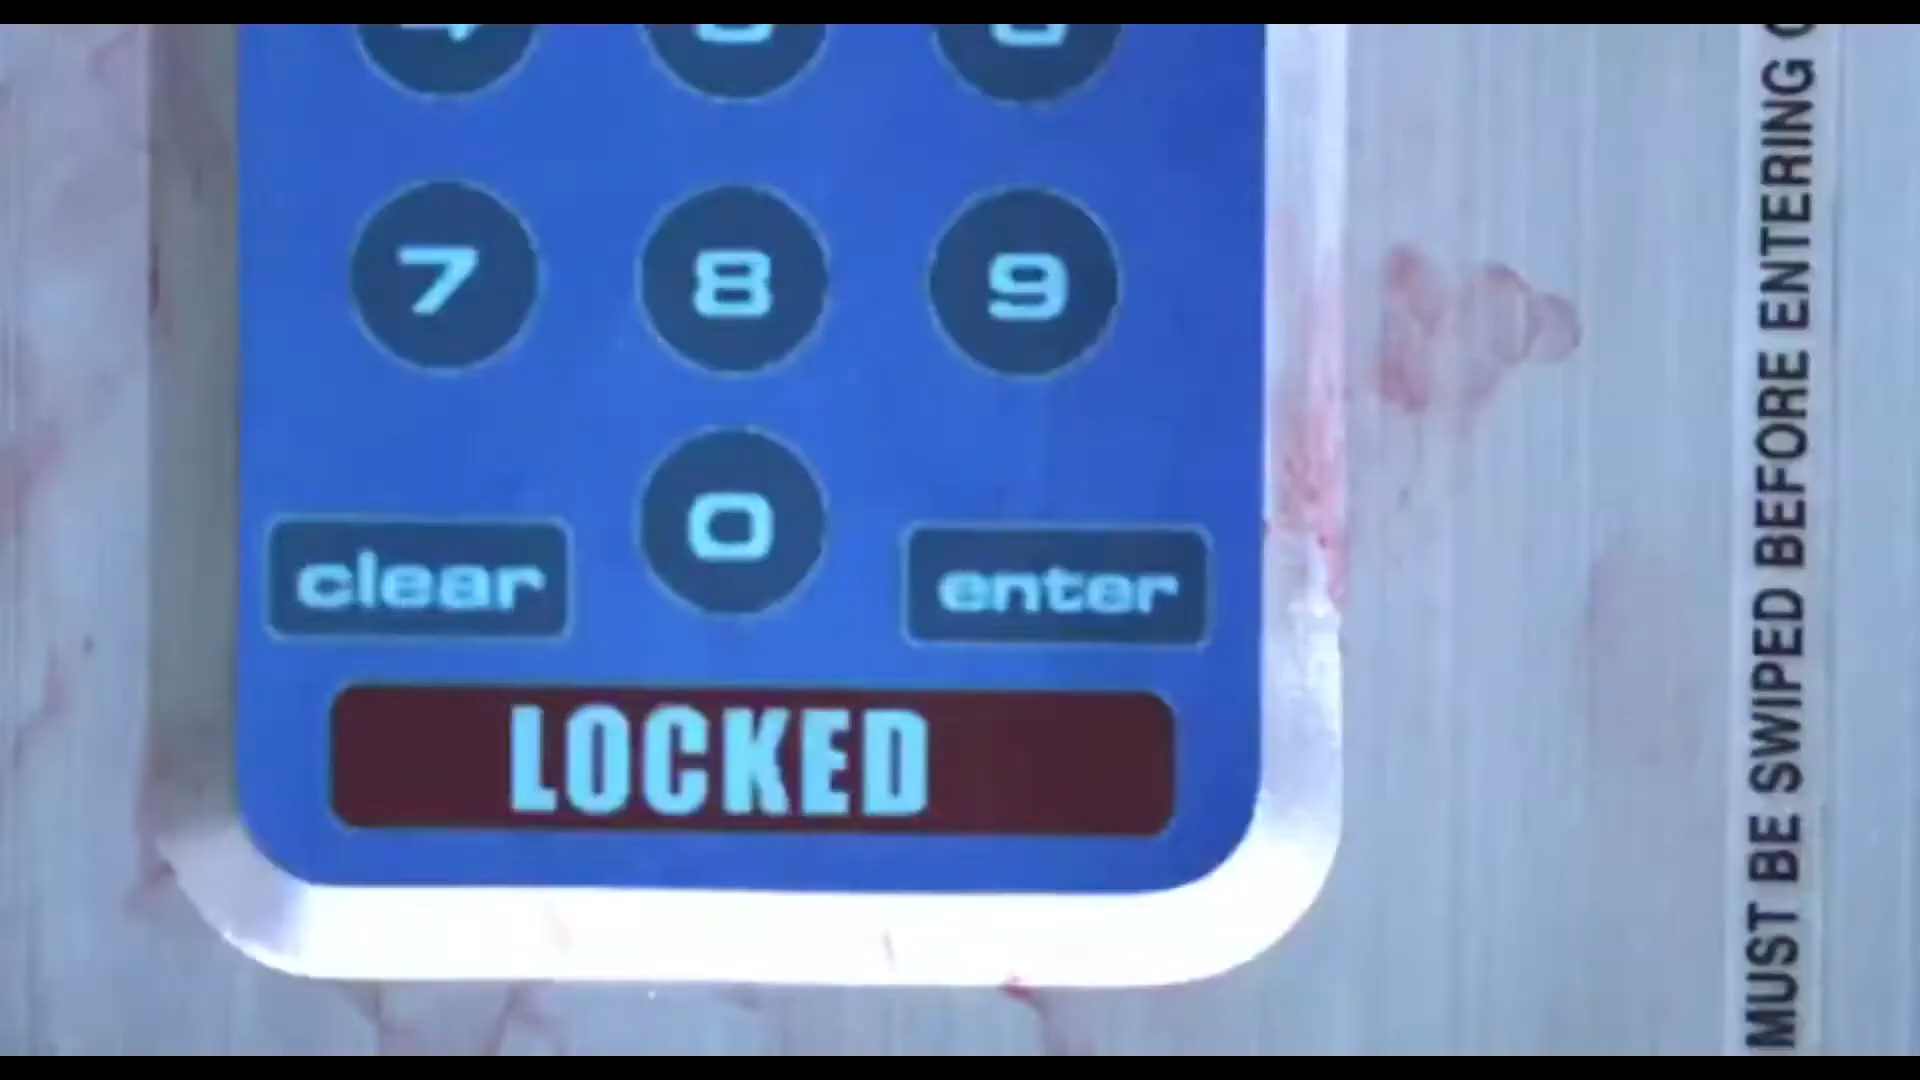 7 8 9
0
clear enter
LOCKED
MUST BE SWIPED BEFORE ENTERING